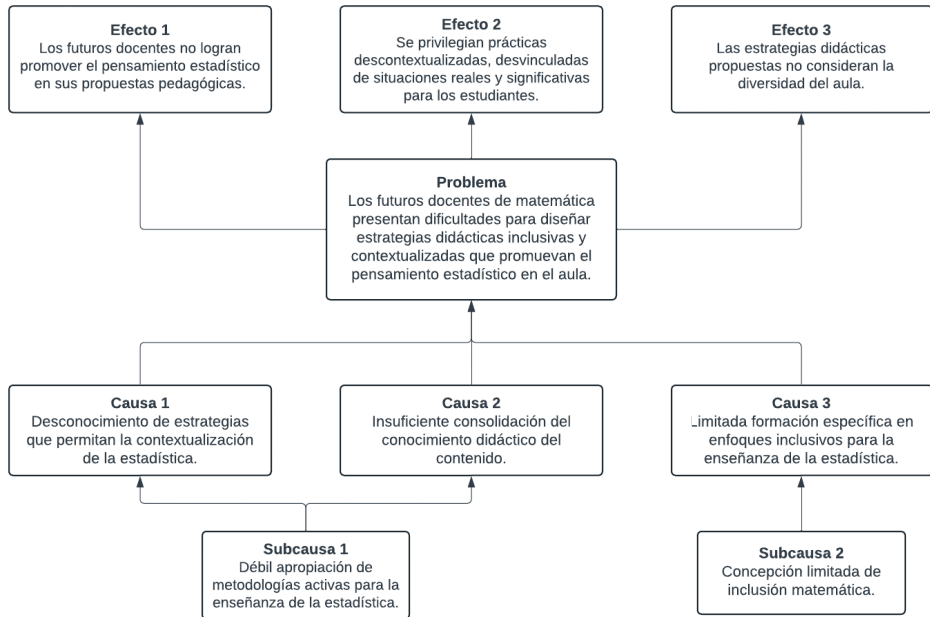 Efecto 1
Los futuros docentes no logran
promover el pensamiento estadístico
en sus propuestas pedagógicas.
Efecto 2
Se privilegian prácticas
descontextualizadas, desvinculadas
de situaciones reales y significativas
para los estudiantes.
Efecto 3
Las estrategias didácticas
propuestas no consideran la
diversidad del aula.
Problema
Los futuros docentes de matemática
presentan dificultades para diseñar
estrategias didácticas inclusivas y
contextualizadas que promuevan el
pensamiento estadístico en el aula.
Causa 1
Desconocimiento de estrategias
que permitan la contextualización
de la estadística.
Causa 2
Insuficiente consolidación del
conocimiento didáctico del
contenido.
Causa 3
Limitada formación específica en
enfoques inclusivos para la
enseñanza de la estadística.
Subcausa 1
Débil apropiación de
metodologías activas para la
enseñanza de la estadística.
Subcausa 2
Concepción limitada de
inclusión matemática.